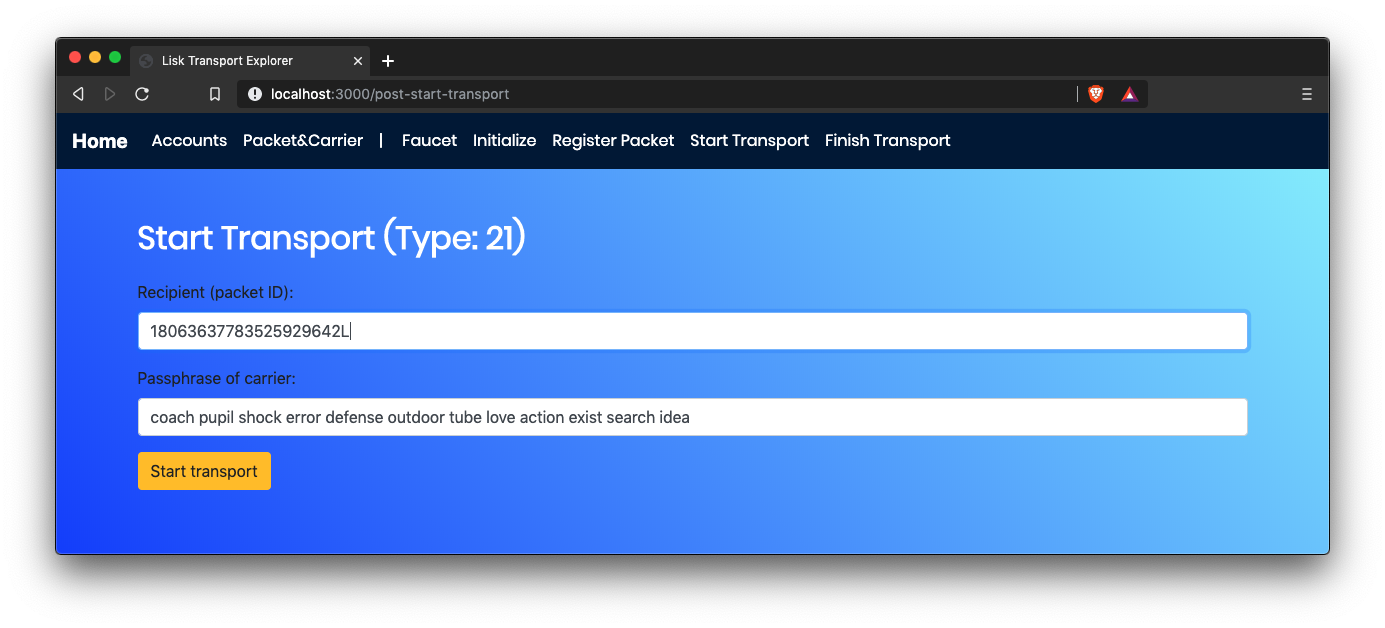 Lisk Transport Explorer
localhost:3000/post-start-transport
Home Accounts Packet&Carrier | Faucet Initialize Register Packet Start Transport Finish Transport
Start Transport (Type: 21)
Recipient (packet ID):
18063637783525929642L
Passphrase of carrier:
coach pupil shock error defense outdoor tube love action exist search idea
Start transport